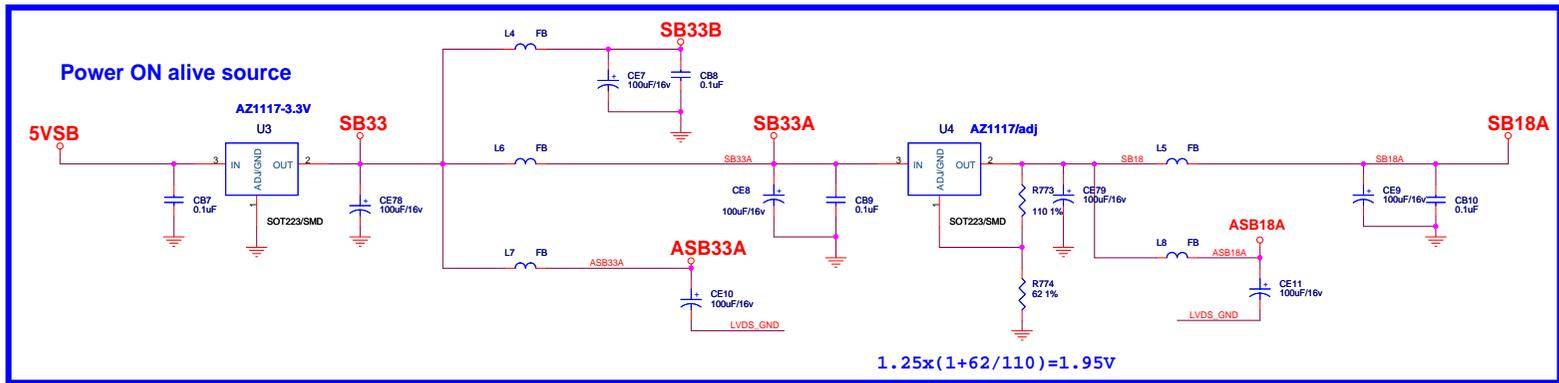 Power ON alive source
L4 FB
SB33B
CE7
100uF/16v
CB8
0.1uF
5VSB
AZ1117-3.3V
U3
3 IN
ADJ/GND
OUT 2
1
SOT223/SMD
CB7
0.1uF
SB33
CE78
100uF/16v
L6 FB
SB33A
SB33A
CE8
100uF/16v
CB9
0.1uF
L7 FB
ASB33A
ASB33A
CE10
100uF/16v
LVDS_GND
U4 AZ1117/adj
3 IN
ADJ/GND
OUT 2
1
SOT223/SMD
R773
110 1%
CE79
100uF/16v
R774
62 1%
SB18
L5 FB
SB18A
SB18A
CE9
100uF/16v
CB10
0.1uF
L8 FB
ASB18A
ASB18A
CE11
100uF/16v
LVDS_GND
1.25x(1+62/110)=1.95V